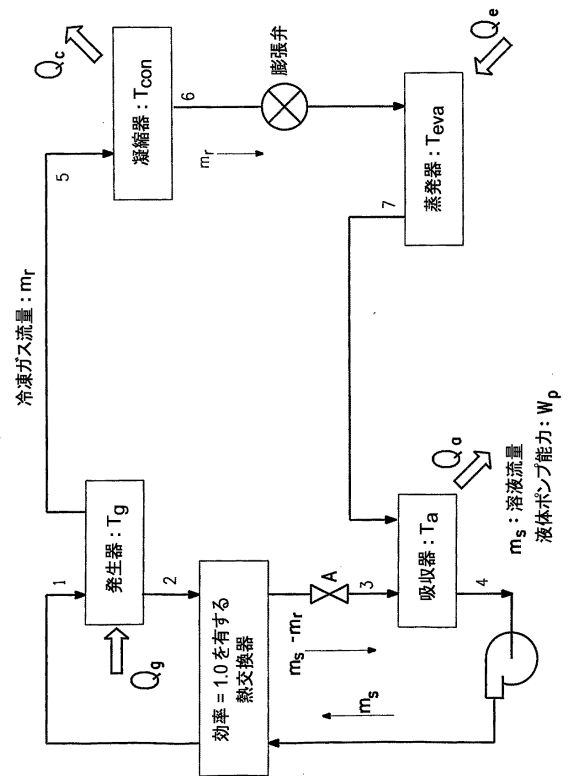 冷凍ガス流量：mr
1
発生器：Tg
Qg
2
効率＝1.0を有する
熱交換器
ms-mr
ms
A
3
吸収器：Ta
Qa
4
ms：溶液流量
液体ポンプ能力：Wp
5
凝縮器：Tcon
Qc
6
mr
膨張弁
7
蒸発器：Teva
Qe